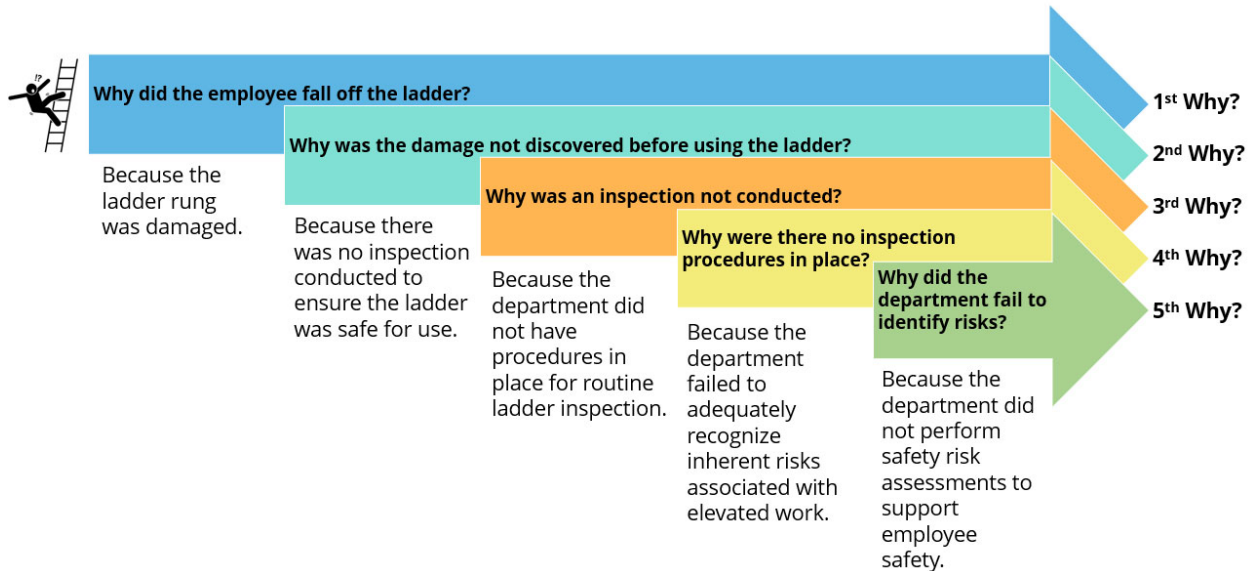 !?
Why did the employee fall off the ladder?
1st Why?
Because the
ladder rung
was damaged.
Why was the damage not discovered before using the ladder?
2nd Why?
Because there
was no inspection
conducted to
ensure the ladder
was safe for use.
Why was an inspection not conducted?
3rd Why?
Because the
department did
not have
procedures in
place for routine
ladder inspection.
Why were there no inspection
procedures in place?
4th Why?
Because the
department
failed to
adequately
recognize
inherent risks
associated with
elevated work.
Why did the
department fail to
identify risks?
5th Why?
Because the
department did
not perform
safety risk
assessments to
support
employee
safety.